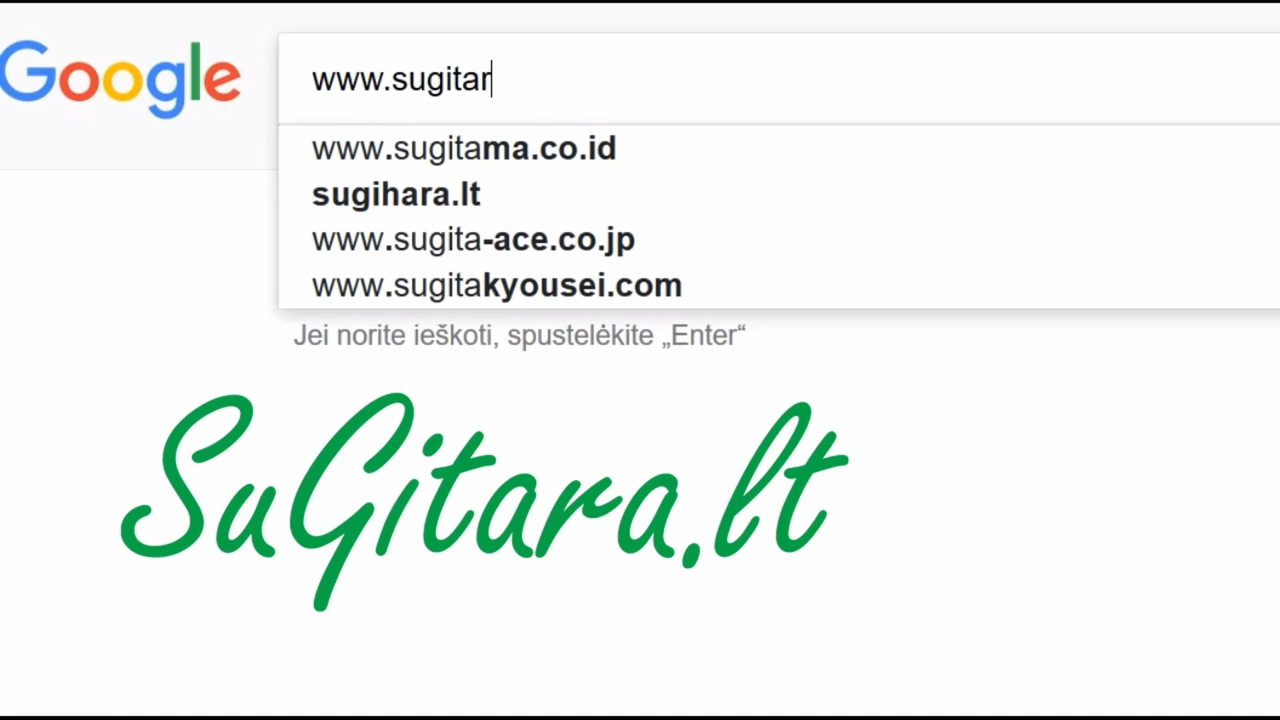 Google
www.sugitar
www.sugitama.co.id
sugihara.lt
www.sugita-ace.co.jp
www.sugitakyousei.com
Jei norite ieškoti, spustelėkite „Enter“
SuGitara.lt